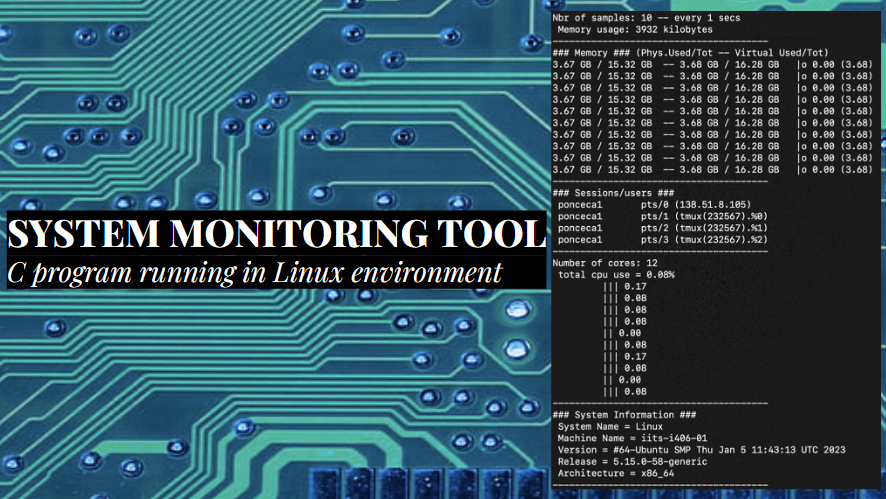 SYSTEM MONITORING TOOL
C program running in Linux environment
Nbr of samples: 10 -- every 1 secs
 Memory usage: 3932 kilobytes
---------------------------------------
### Memory ### (Phys.Used/Tot -- Virtual Used/Tot)
3.67 GB / 15.32 GB  -- 3.68 GB / 16.28 GB   |o 0.00 (3.68)
3.67 GB / 15.32 GB  -- 3.68 GB / 16.28 GB   |o 0.00 (3.68)
3.67 GB / 15.32 GB  -- 3.68 GB / 16.28 GB   |o 0.00 (3.68)
3.67 GB / 15.32 GB  -- 3.68 GB / 16.28 GB   |o 0.00 (3.68)
3.67 GB / 15.32 GB  -- 3.68 GB / 16.28 GB   |o 0.00 (3.68)
3.67 GB / 15.32 GB  -- 3.68 GB / 16.28 GB   |o 0.00 (3.68)
3.67 GB / 15.32 GB  -- 3.68 GB / 16.28 GB   |o 0.00 (3.68)
3.67 GB / 15.32 GB  -- 3.68 GB / 16.28 GB   |o 0.00 (3.68)
3.67 GB / 15.32 GB  -- 3.68 GB / 16.28 GB   |o 0.00 (3.68)
3.67 GB / 15.32 GB  -- 3.68 GB / 16.28 GB   |o 0.00 (3.68)
---------------------------------------
### Sessions/users ###
 ponceca1       pts/0 (138.51.8.105)
 ponceca1       pts/1 (tmux(232567).%0)
 ponceca1       pts/2 (tmux(232567).%1)
 ponceca1       pts/3 (tmux(232567).%2)
---------------------------------------
Number of cores: 12
 total cpu use = 0.08%
         ||| 0.17
         ||| 0.08
         ||| 0.08
         ||| 0.08
         || 0.00
         ||| 0.08
         ||| 0.17
         ||| 0.08
         || 0.00
         ||| 0.08
---------------------------------------
### System Information ###
 System Name = Linux
 Machine Name = iits-i406-01
 Version = #64-Ubuntu SMP Thu Jan 5 11:43:13 UTC 2023
 Release = 5.15.0-58-generic
 Architecture = x86_64
---------------------------------------